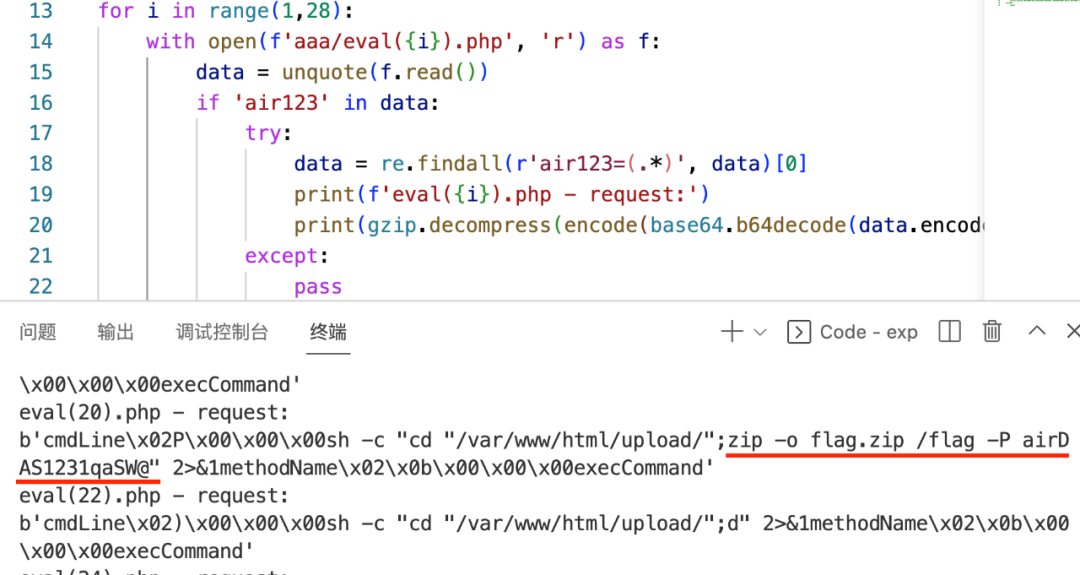 13 for i in range(1,28):
14 with open(f'aaa/eval({i}).php', 'r') as f:
15 data = unquote(f.read())
16 if 'air123' in data:
17 try:
18 data = re.findall(r'air123=(.*)', data)[0]
19 print(f'eval({i}).php - request:')
20 print(gzip.decompress(encode(base64.b64decode(data.encod
21 except:
22 pass
问题 输出 调试控制台 终端 Code - exp
\x00\x00\x00execCommand'
eval(20).php - request:
b'cmdLine\x02P\x00\x00\x00sh -c "cd "/var/www/html/upload/";zip -o flag.zip /flag -P airD
AS1231qaSW@" 2>&1methodName\x02\x0b\x00\x00\x00execCommand'
eval(22).php - request:
b'cmdLine\x02)\x00\x00\x00sh -c "cd "/var/www/html/upload/";d" 2>&1methodName\x02\x0b\x00
\x00\x00execCommand'